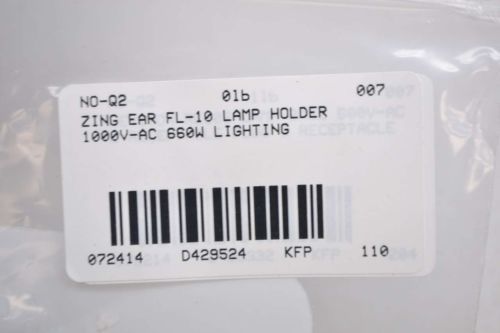 NO-Q2 01b 007
ZING EAR FL-10 LAMP HOLDER
1000V-AC 660W LIGHTING
072414 D429524 KFP 110